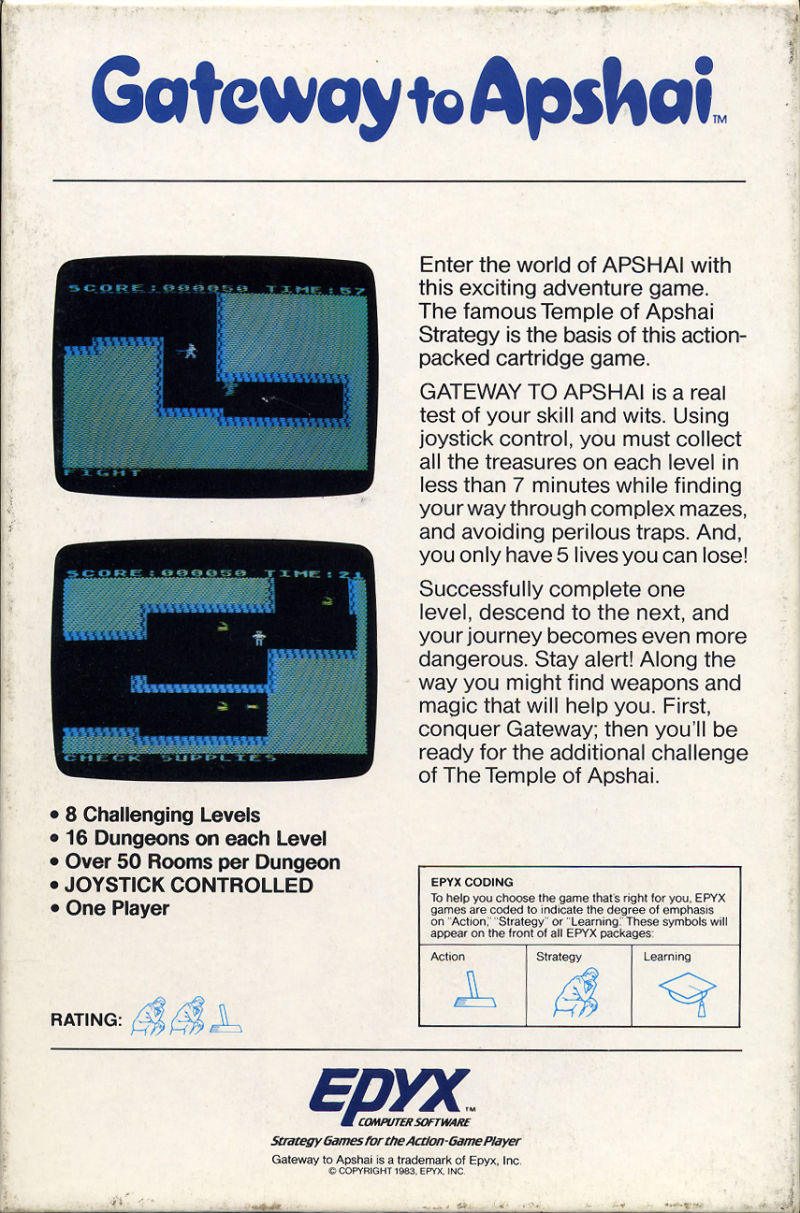 Gateway to Apshai™
SCORE:000050 TIME:57
FIGHT
SCORE:000050 TIME:21
CHECK SUPPLIES
• 8 Challenging Levels
• 16 Dungeons on each Level
• Over 50 Rooms per Dungeon
• JOYSTICK CONTROLLED
• One Player
RATING:
Enter the world of APSHAI with
this exciting adventure game.
The famous Temple of Apshai
Strategy is the basis of this action-
packed cartridge game.
GATEWAY TO APSHAI is a real
test of your skill and wits. Using
joystick control, you must collect
all the treasures on each level in
less than 7 minutes while finding
your way through complex mazes,
and avoiding perilous traps. And,
you only have 5 lives you can lose!
Successfully complete one
level, descend to the next, and
your journey becomes even more
dangerous. Stay alert! Along the
way you might find weapons and
magic that will help you. First,
conquer Gateway; then you'll be
ready for the additional challenge
of The Temple of Apshai.
EPYX CODING
To help you choose the game that's right for you, EPYX
games are coded to indicate the degree of emphasis
on "Action," "Strategy" or "Learning." These symbols will
appear on the front of all EPYX packages:
Action
Strategy
Learning
EPYX™
COMPUTER SOFTWARE
Strategy Games for the Action-Game Player
Gateway to Apshai is a trademark of Epyx, Inc.
© COPYRIGHT 1983, EPYX, INC.